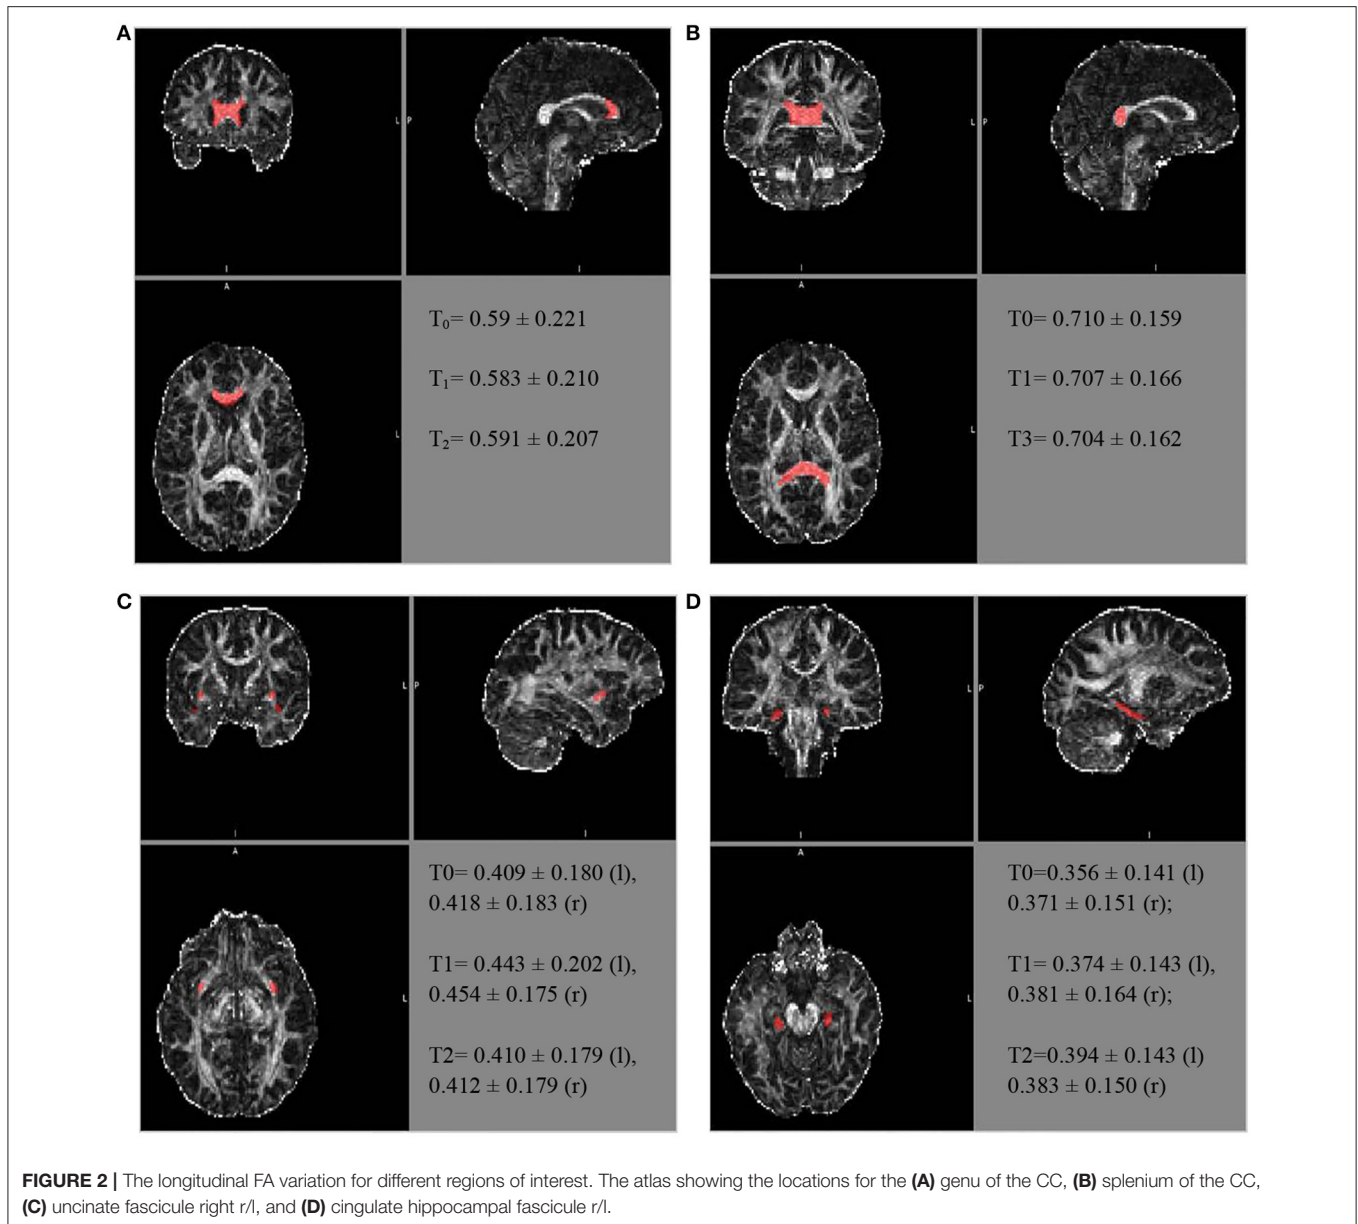 A
B
L
P
L
P
I
I
I
I
A
A
L
L
T₀= 0.59 ± 0.221
T₁= 0.583 ± 0.210
T₂= 0.591 ± 0.207
T0= 0.710 ± 0.159
T1= 0.707 ± 0.166
T3= 0.704 ± 0.162
C
D
L
P
L
P
I
I
I
I
A
A
L
L
T0= 0.409 ± 0.180 (l),
0.418 ± 0.183 (r)
T1= 0.443 ± 0.202 (l),
0.454 ± 0.175 (r)
T2= 0.410 ± 0.179 (l),
0.412 ± 0.179 (r)
T0=0.356 ± 0.141 (l)
0.371 ± 0.151 (r);
T1= 0.374 ± 0.143 (l),
0.381 ± 0.164 (r);
T2=0.394 ± 0.143 (l)
0.383 ± 0.150 (r)
FIGURE 2 | The longitudinal FA variation for different regions of interest. The atlas showing the locations for the (A) genu of the CC, (B) splenium of the CC,
(C) uncinate fascicule right r/l, and (D) cingulate hippocampal fascicule r/l.